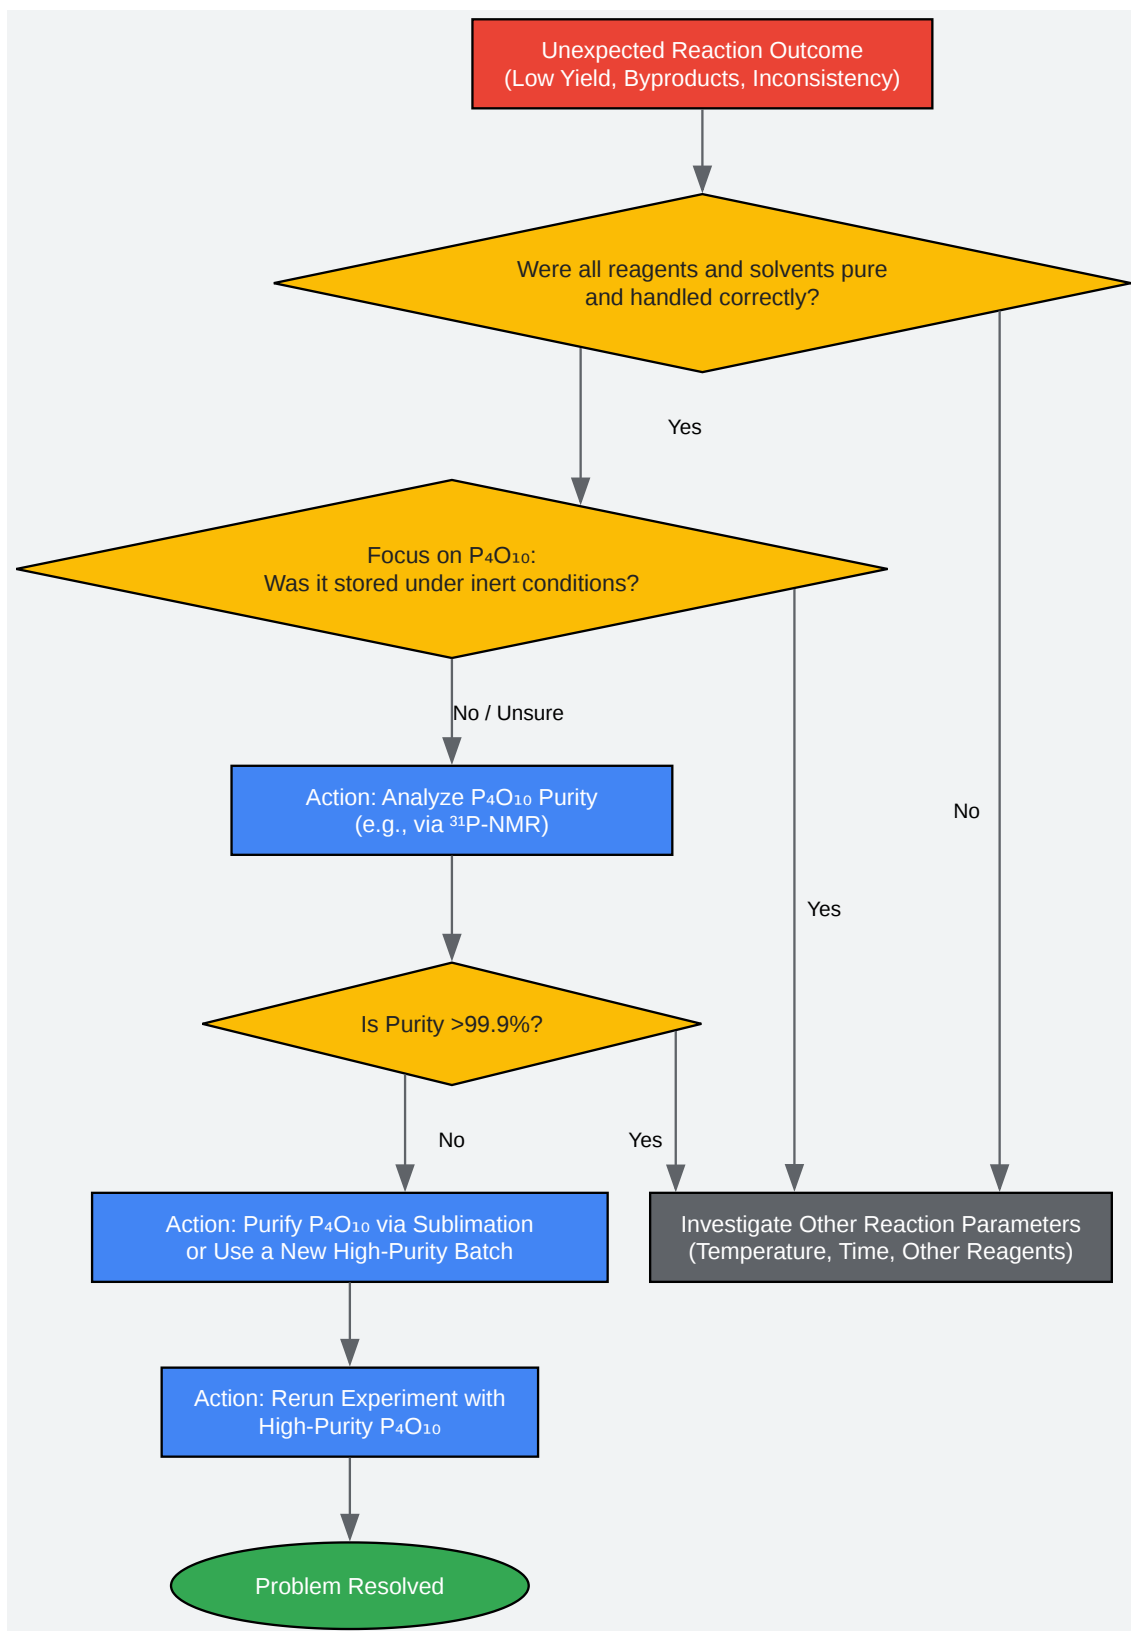 Unexpected Reaction Outcome
(Low Yield, Byproducts, Inconsistency)
Were all reagents and solvents pure
and handled correctly?
Yes
Focus on P₄O₁₀:
Was it stored under inert conditions?
No / Unsure
Action: Analyze P₄O₁₀ Purity
(e.g., via ³¹P-NMR)
No
Yes
Is Purity >99.9%?
No
Yes
Action: Purify P₄O₁₀ via Sublimation
or Use a New High-Purity Batch
Investigate Other Reaction Parameters
(Temperature, Time, Other Reagents)
Action: Rerun Experiment with
High-Purity P₄O₁₀
Problem Resolved